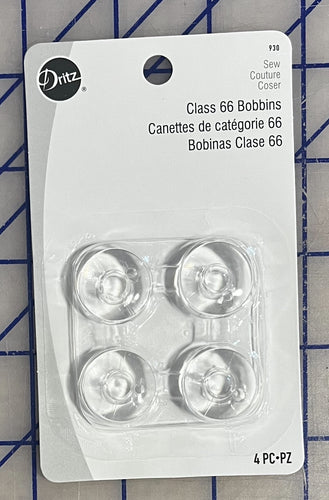 Dritz®
930
Sew
Couture
Coser
Class 66 Bobbins
Canettes de catégorie 66
Bobinas Clase 66
4 PC•PZ